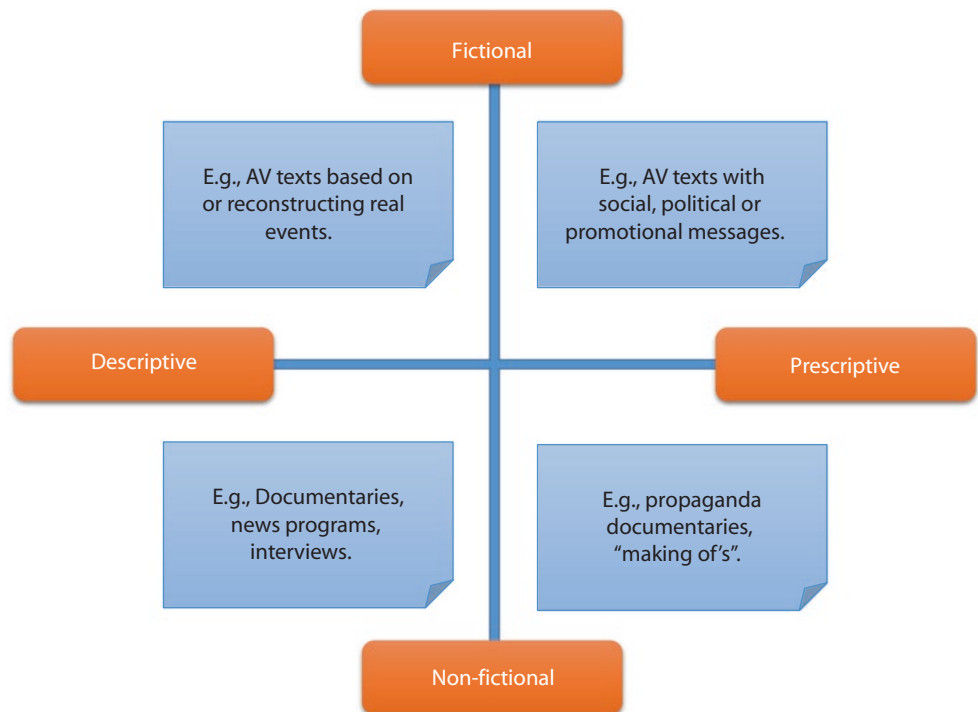 Fictional
E.g., AV texts based on
or reconstructing real
events.
E.g., AV texts with
social, political or
promotional messages.
Descriptive
Prescriptive
E.g., Documentaries,
news programs,
interviews.
E.g., propaganda
documentaries,
“making of’s”.
Non-fictional